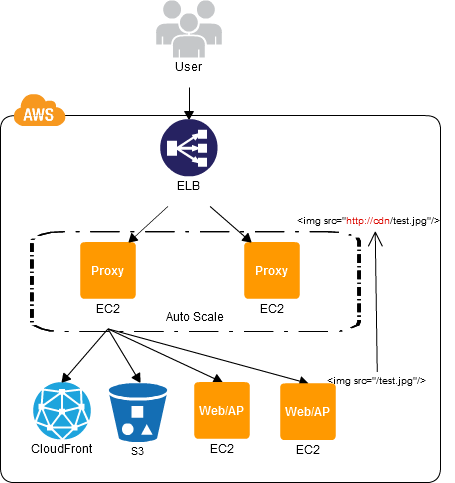 User
AWS
ELB
<img src="http://cdn/test.jpg"/>
Proxy
Proxy
EC2
EC2
Auto Scale
<img src="/test.jpg"/>
Web/AP
Web/AP
CloudFront
S3
EC2
EC2